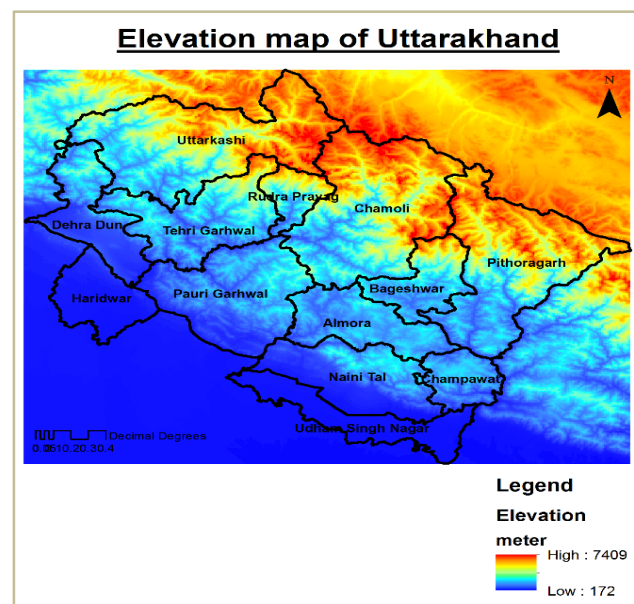 Elevation map of Uttarakhand
N
Uttarkashi
Rudra Prayag
Chamoli
Dehra Dun
Tehri Garhwal
Pithoragarh
Haridwar
Pauri Garhwal
Bageshwar
Almora
Naini Tal
Champawat
Udham Singh Nagar
Decimal Degrees
Legend
Elevation
meter
High : 7409
Low : 172